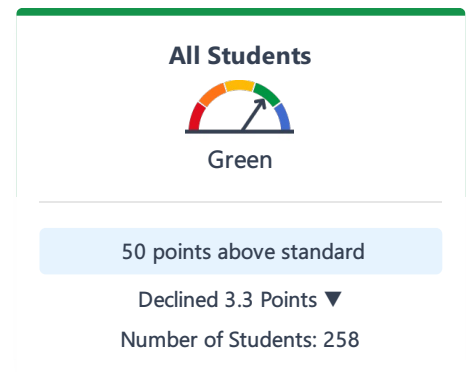 All Students
Green
50 points above standard
Declined 3.3 Points ▼
Number of Students: 258